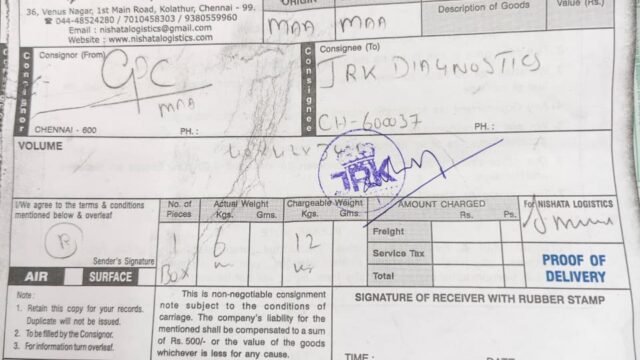 36, Venus Nagar, 1st Main Road, Kolathur, Chennai - 99.
☎ 044-48524280 / 7010458303 / 9380559960
Email : nishatalogistics@gmail.com
Website : www.nishatalogistics.com
ORIGIN
MAA MAA
Description of Goods
Value (Rs.)
Consignor
Consignor (From)
GPC
MAA
CHENNAI - 600
PH. :
Consignee
Consignee (To)
JRK DIAGNOSTICS
CH-600037
PH. :
VOLUME
JRK
I/We agree to the terms & conditions
mentioned below & overleaf
Sender's Signature
AIR SURFACE
No. of Pieces
Actual Weight
Kgs. Gms.
Chargeable Weight
Kgs. Gms.
1 6 12
Box
AMOUNT CHARGED
Rs. Ps.
Freight
Service Tax
Total
For NISHATA LOGISTICS
PROOF OF
DELIVERY
Note :
1. Retain this copy for your records.
Duplicate will not be issued.
2. To be filled by the Consignor.
3. For information turn overleaf.
This is non-negotiable consignment
note subject to the conditions of
carriage. The company's liability for
the mentioned shall be compensated to a sum
of Rs. 500/- or the value of the goods
whichever is less for any cause.
SIGNATURE OF RECEIVER WITH RUBBER STAMP
TIME :
DATE